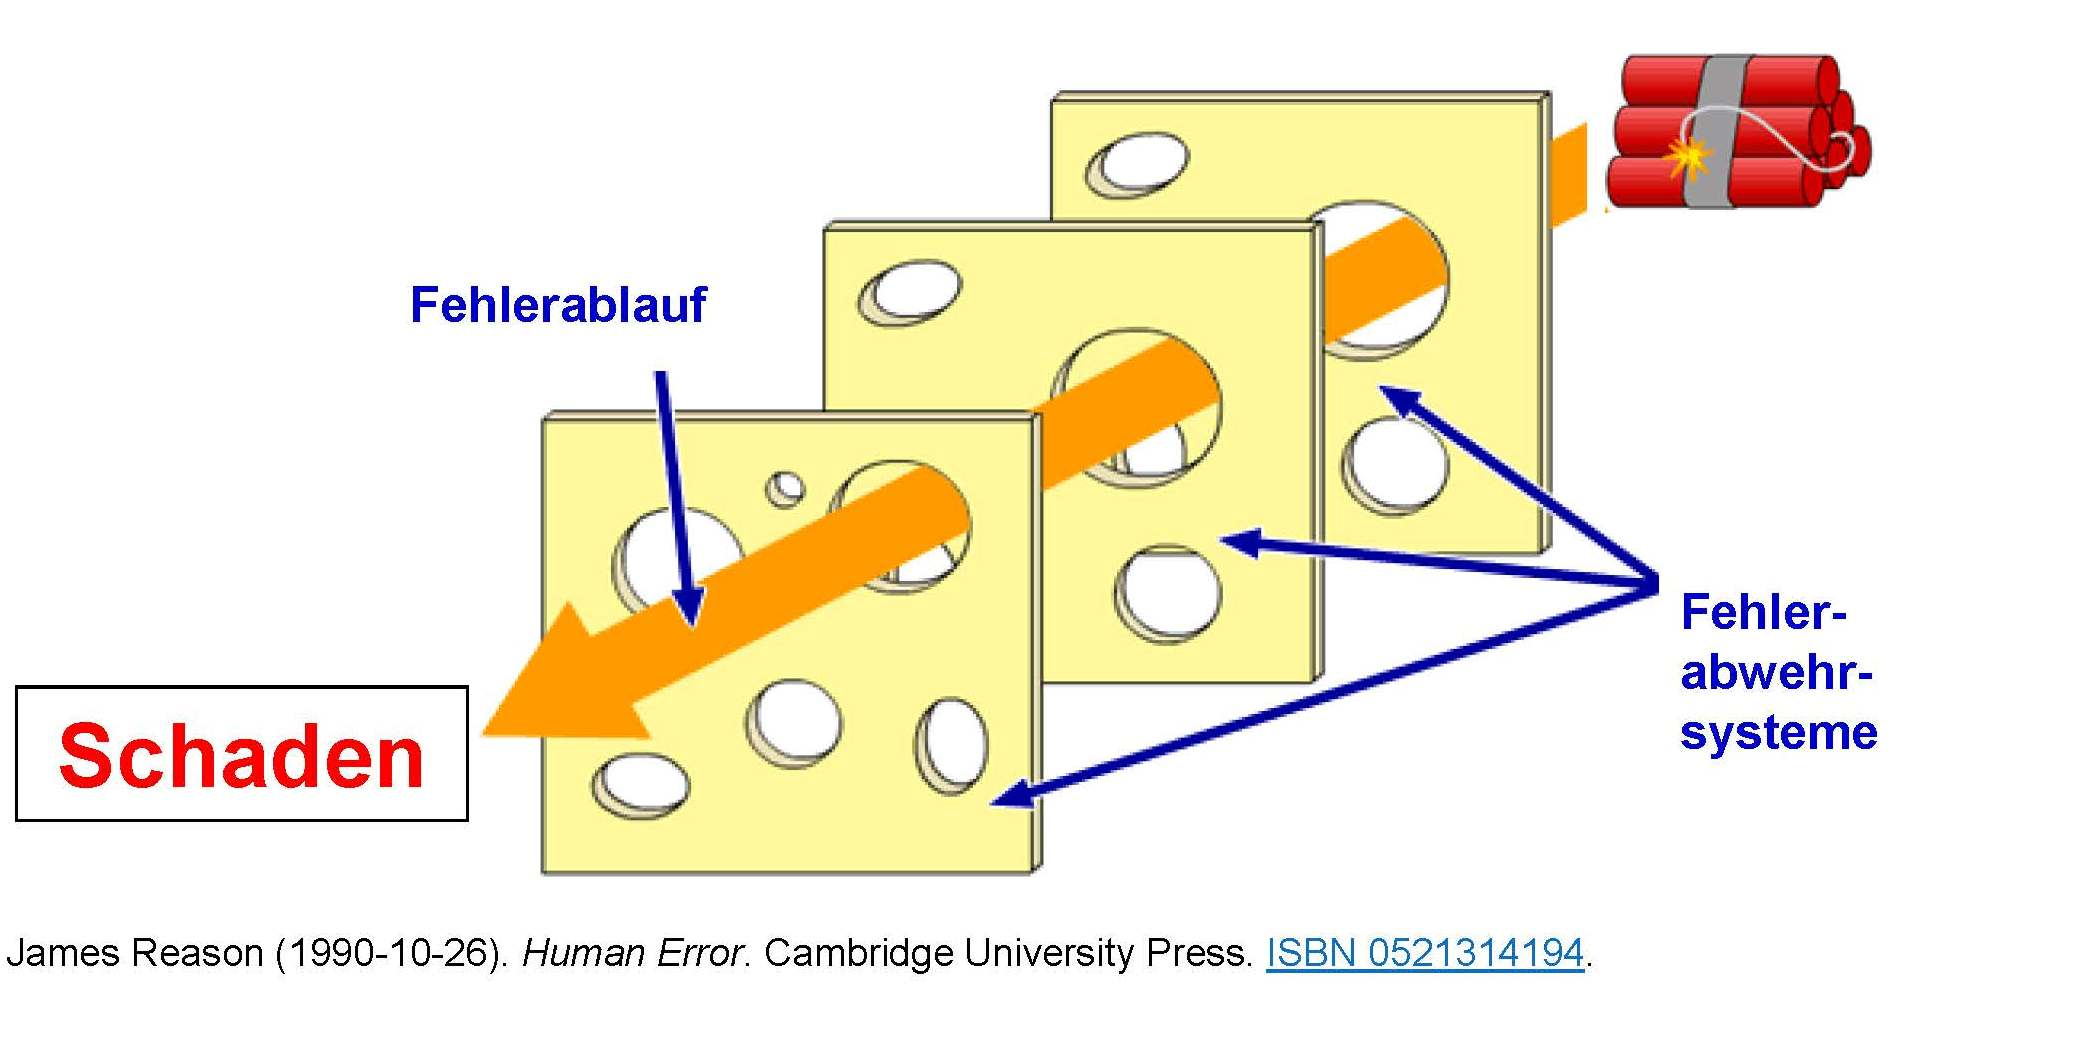 Fehlerablauf
Fehler-
abwehr-
systeme
Schaden
James Reason (1990-10-26). Human Error. Cambridge University Press. ISBN 0521314194.